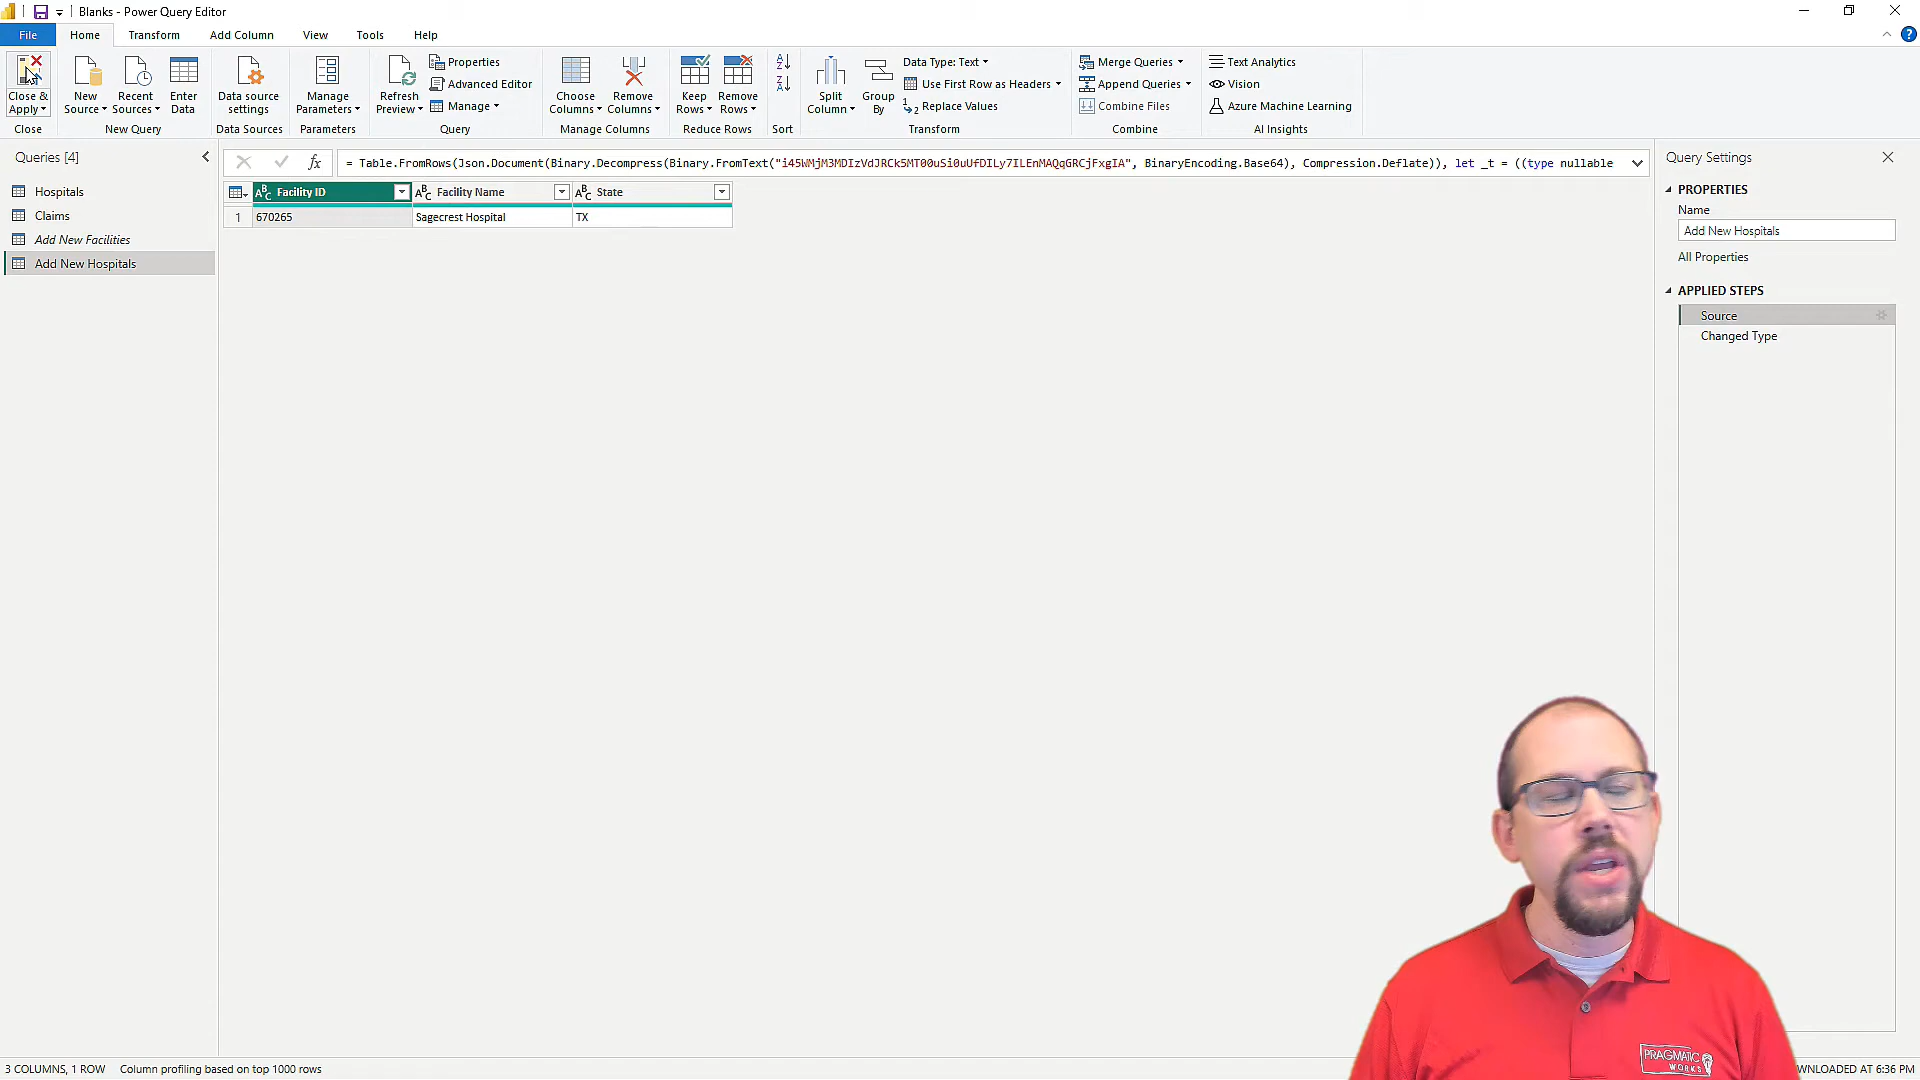 Blanks - Power Query Editor
File Home Transform Add Column View Tools Help
Close & Apply
New Source
Recent Sources
Enter Data
Data source settings
Manage Parameters
Refresh Preview
Properties
Advanced Editor
Manage
Choose Columns
Remove Columns
Keep Rows
Remove Rows
Split Column
Group By
Data Type: Text
Use First Row as Headers
Replace Values
Merge Queries
Append Queries
Combine Files
Text Analytics
Vision
Azure Machine Learning
Close New Query Data Sources Parameters Query Manage Columns Reduce Rows Sort Transform Combine AI Insights
Queries [4]
Hospitals
Claims
Add New Facilities
Add New Hospitals
fx = Table.FromRows(Json.Document(Binary.Decompress(Binary.FromText("i45WMjM3MDIzVdJRCk5MT00uSi0uUfDILy7ILEnMAQqGRCjFxgIA", BinaryEncoding.Base64), Compression.Deflate)), let _t = ((type nullable
Facility ID Facility Name State
1 670265 Sagecrest Hospital TX
Query Settings
PROPERTIES
Name
Add New Hospitals
All Properties
APPLIED STEPS
Source
Changed Type
PRAGMATIC
WORKS
3 COLUMNS, 1 ROW Column profiling based on top 1000 rows
WNLOADED AT 6:36 PM